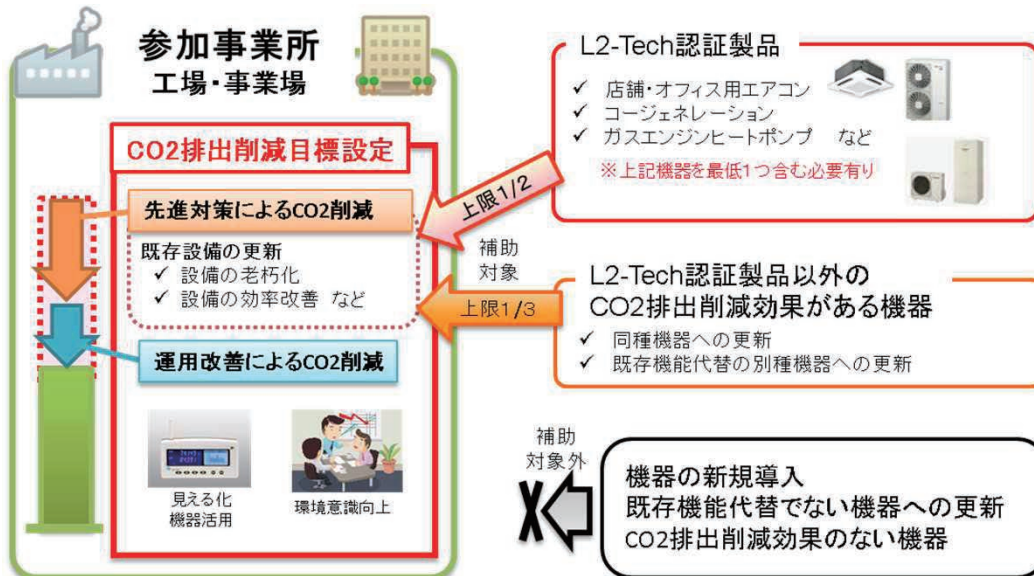 参加事業所
工場・事業場
CO2排出削減目標設定
先進対策によるCO2削減
既存設備の更新
✓ 設備の老朽化
✓ 設備の効率改善 など
運用改善によるCO2削減
見える化
機器活用
環境意識向上
L2-Tech認証製品
✓ 店舗・オフィス用エアコン
✓ コージェネレーション
✓ ガスエンジンヒートポンプ など
※上記機器を最低1つ含む必要有り
上限1/2
補助
対象
上限1/3
L2-Tech認証製品以外の
CO2排出削減効果がある機器
✓ 同種機器への更新
✓ 既存機能代替の別種機器への更新
補助
対象外
機器の新規導入
既存機能代替でない機器への更新
CO2排出削減効果のない機器